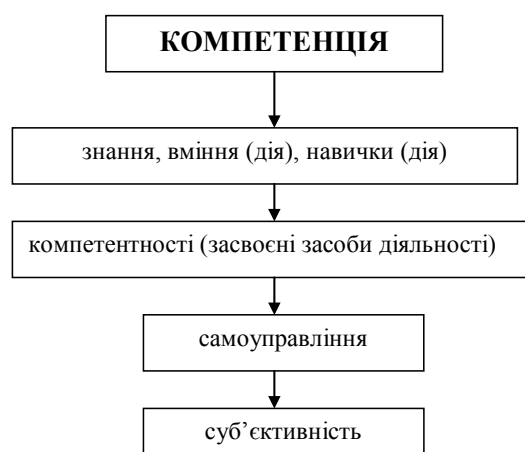 КОМПЕТЕНЦІЯ
знання, вміння (дія), навички (дія)
компетентності (засвоєні засоби діяльності)
самоуправління
суб’єктивність